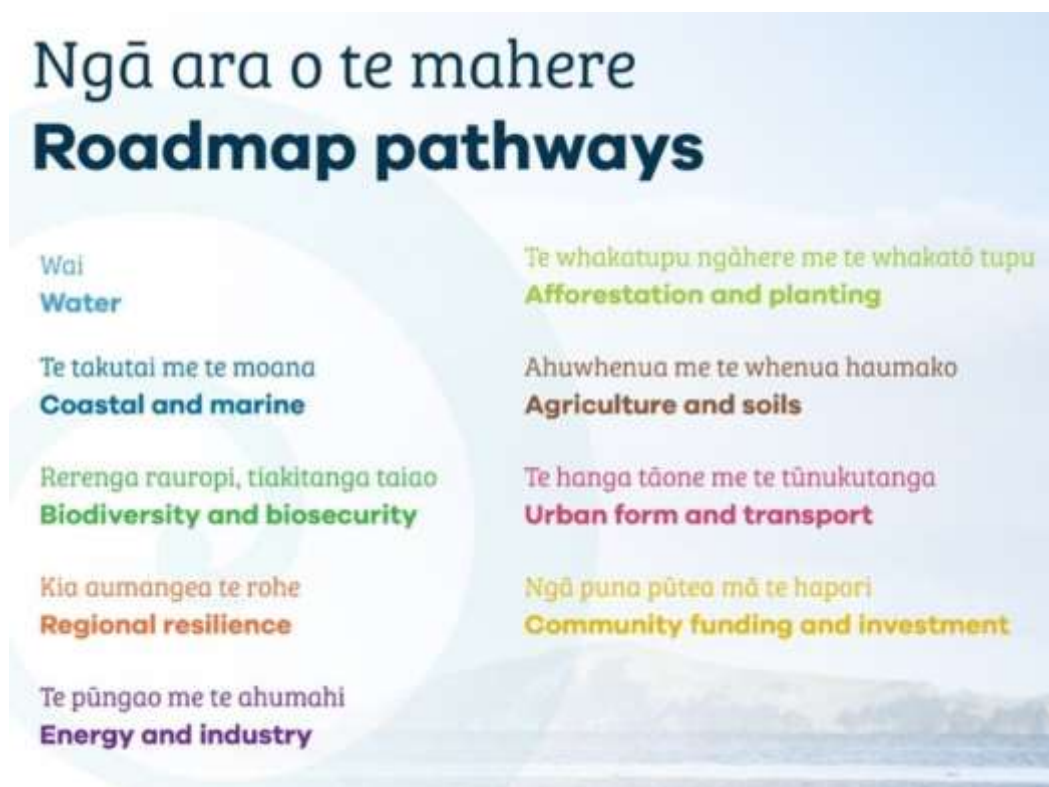 Ngā ara o te mahere
Roadmap pathways
Wai
Water
Te takutai me te moana
Coastal and marine
Rerenga rauropi, tiakitanga taiao
Biodiversity and biosecurity
Kia aumangea te rohe
Regional resilience
Te pūngao me te ahumahi
Energy and industry
Te whakatupu ngāhere me te whakatō tupu
Afforestation and planting
Ahuwhenua me te whenua haumako
Agriculture and soils
Te hanga tāone me te tūnukutanga
Urban form and transport
Ngā puna pūtea mā te hapori
Community funding and investment